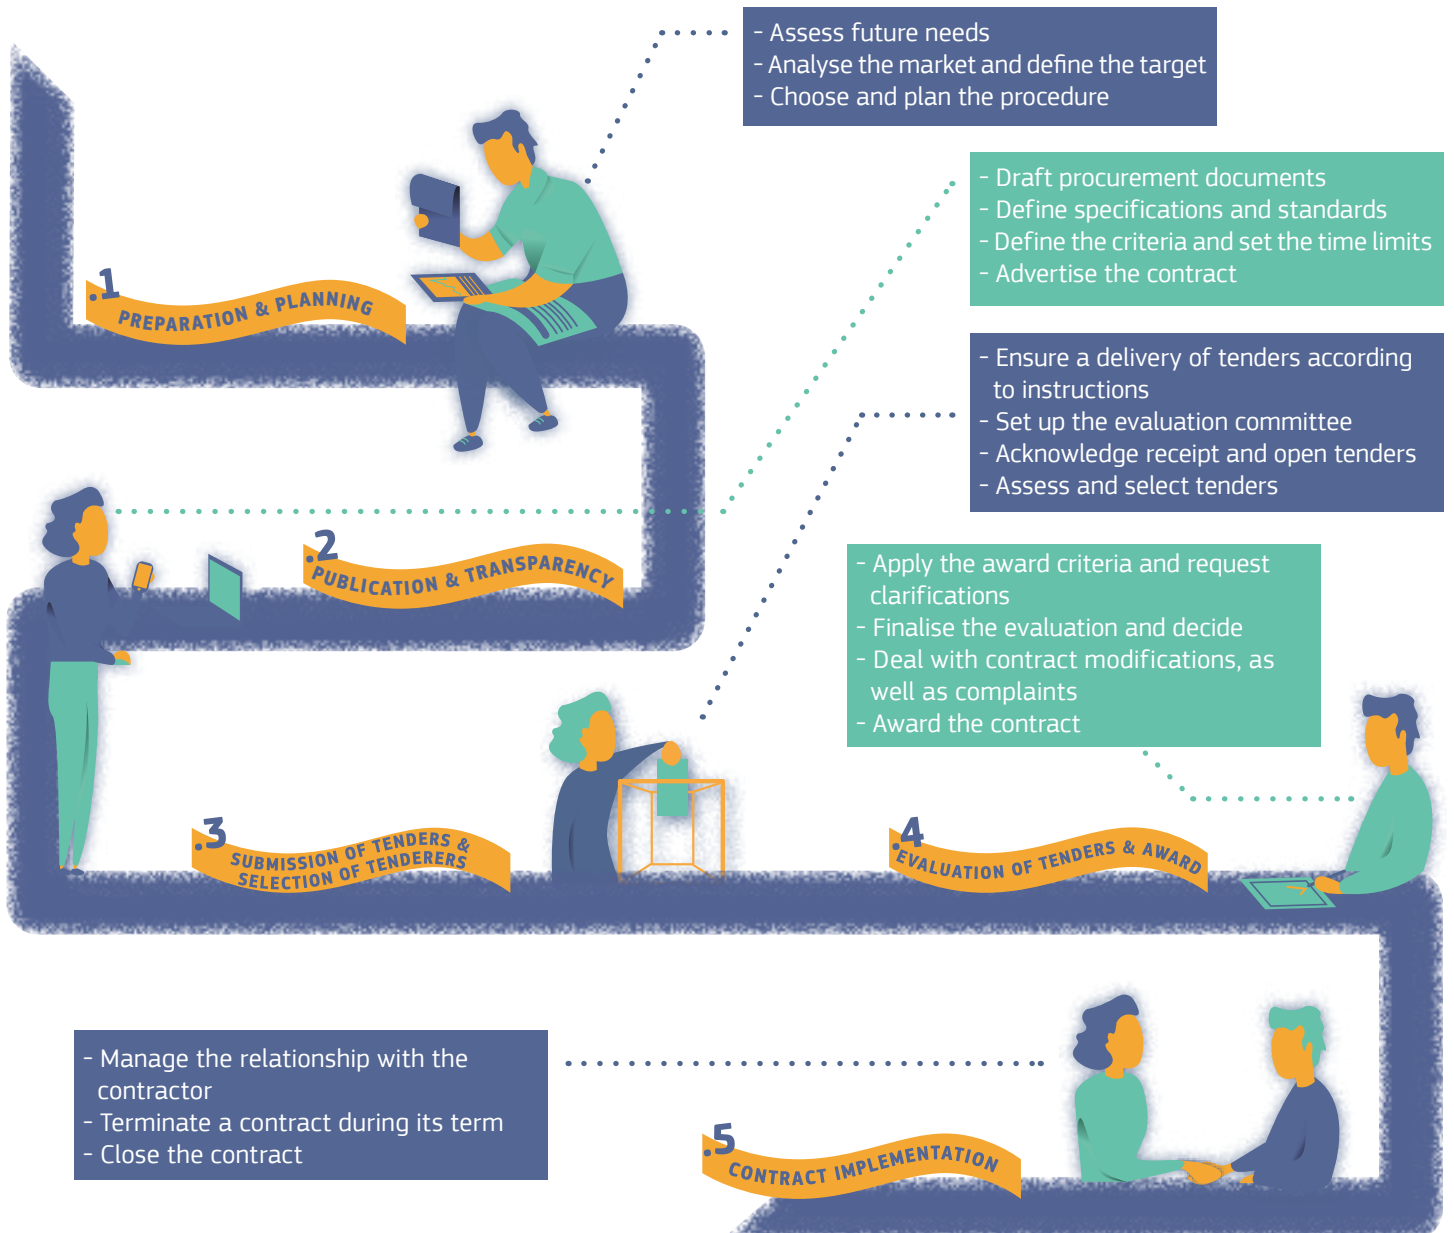 - Assess future needs
- Analyse the market and define the target
- Choose and plan the procedure
.1
PREPARATION & PLANNING
- Draft procurement documents
- Define specifications and standards
- Define the criteria and set the time limits
- Advertise the contract
.2
PUBLICATION & TRANSPARENCY
- Ensure a delivery of tenders according
to instructions
- Set up the evaluation committee
- Acknowledge receipt and open tenders
- Assess and select tenders
.3
SUBMISSION OF TENDERS &
SELECTION OF TENDERERS
- Apply the award criteria and request
clarifications
- Finalise the evaluation and decide
- Deal with contract modifications, as
well as complaints
- Award the contract
.4
EVALUATION OF TENDERS & AWARD
- Manage the relationship with the
contractor
- Terminate a contract during its term
- Close the contract
.5
CONTRACT IMPLEMENTATION